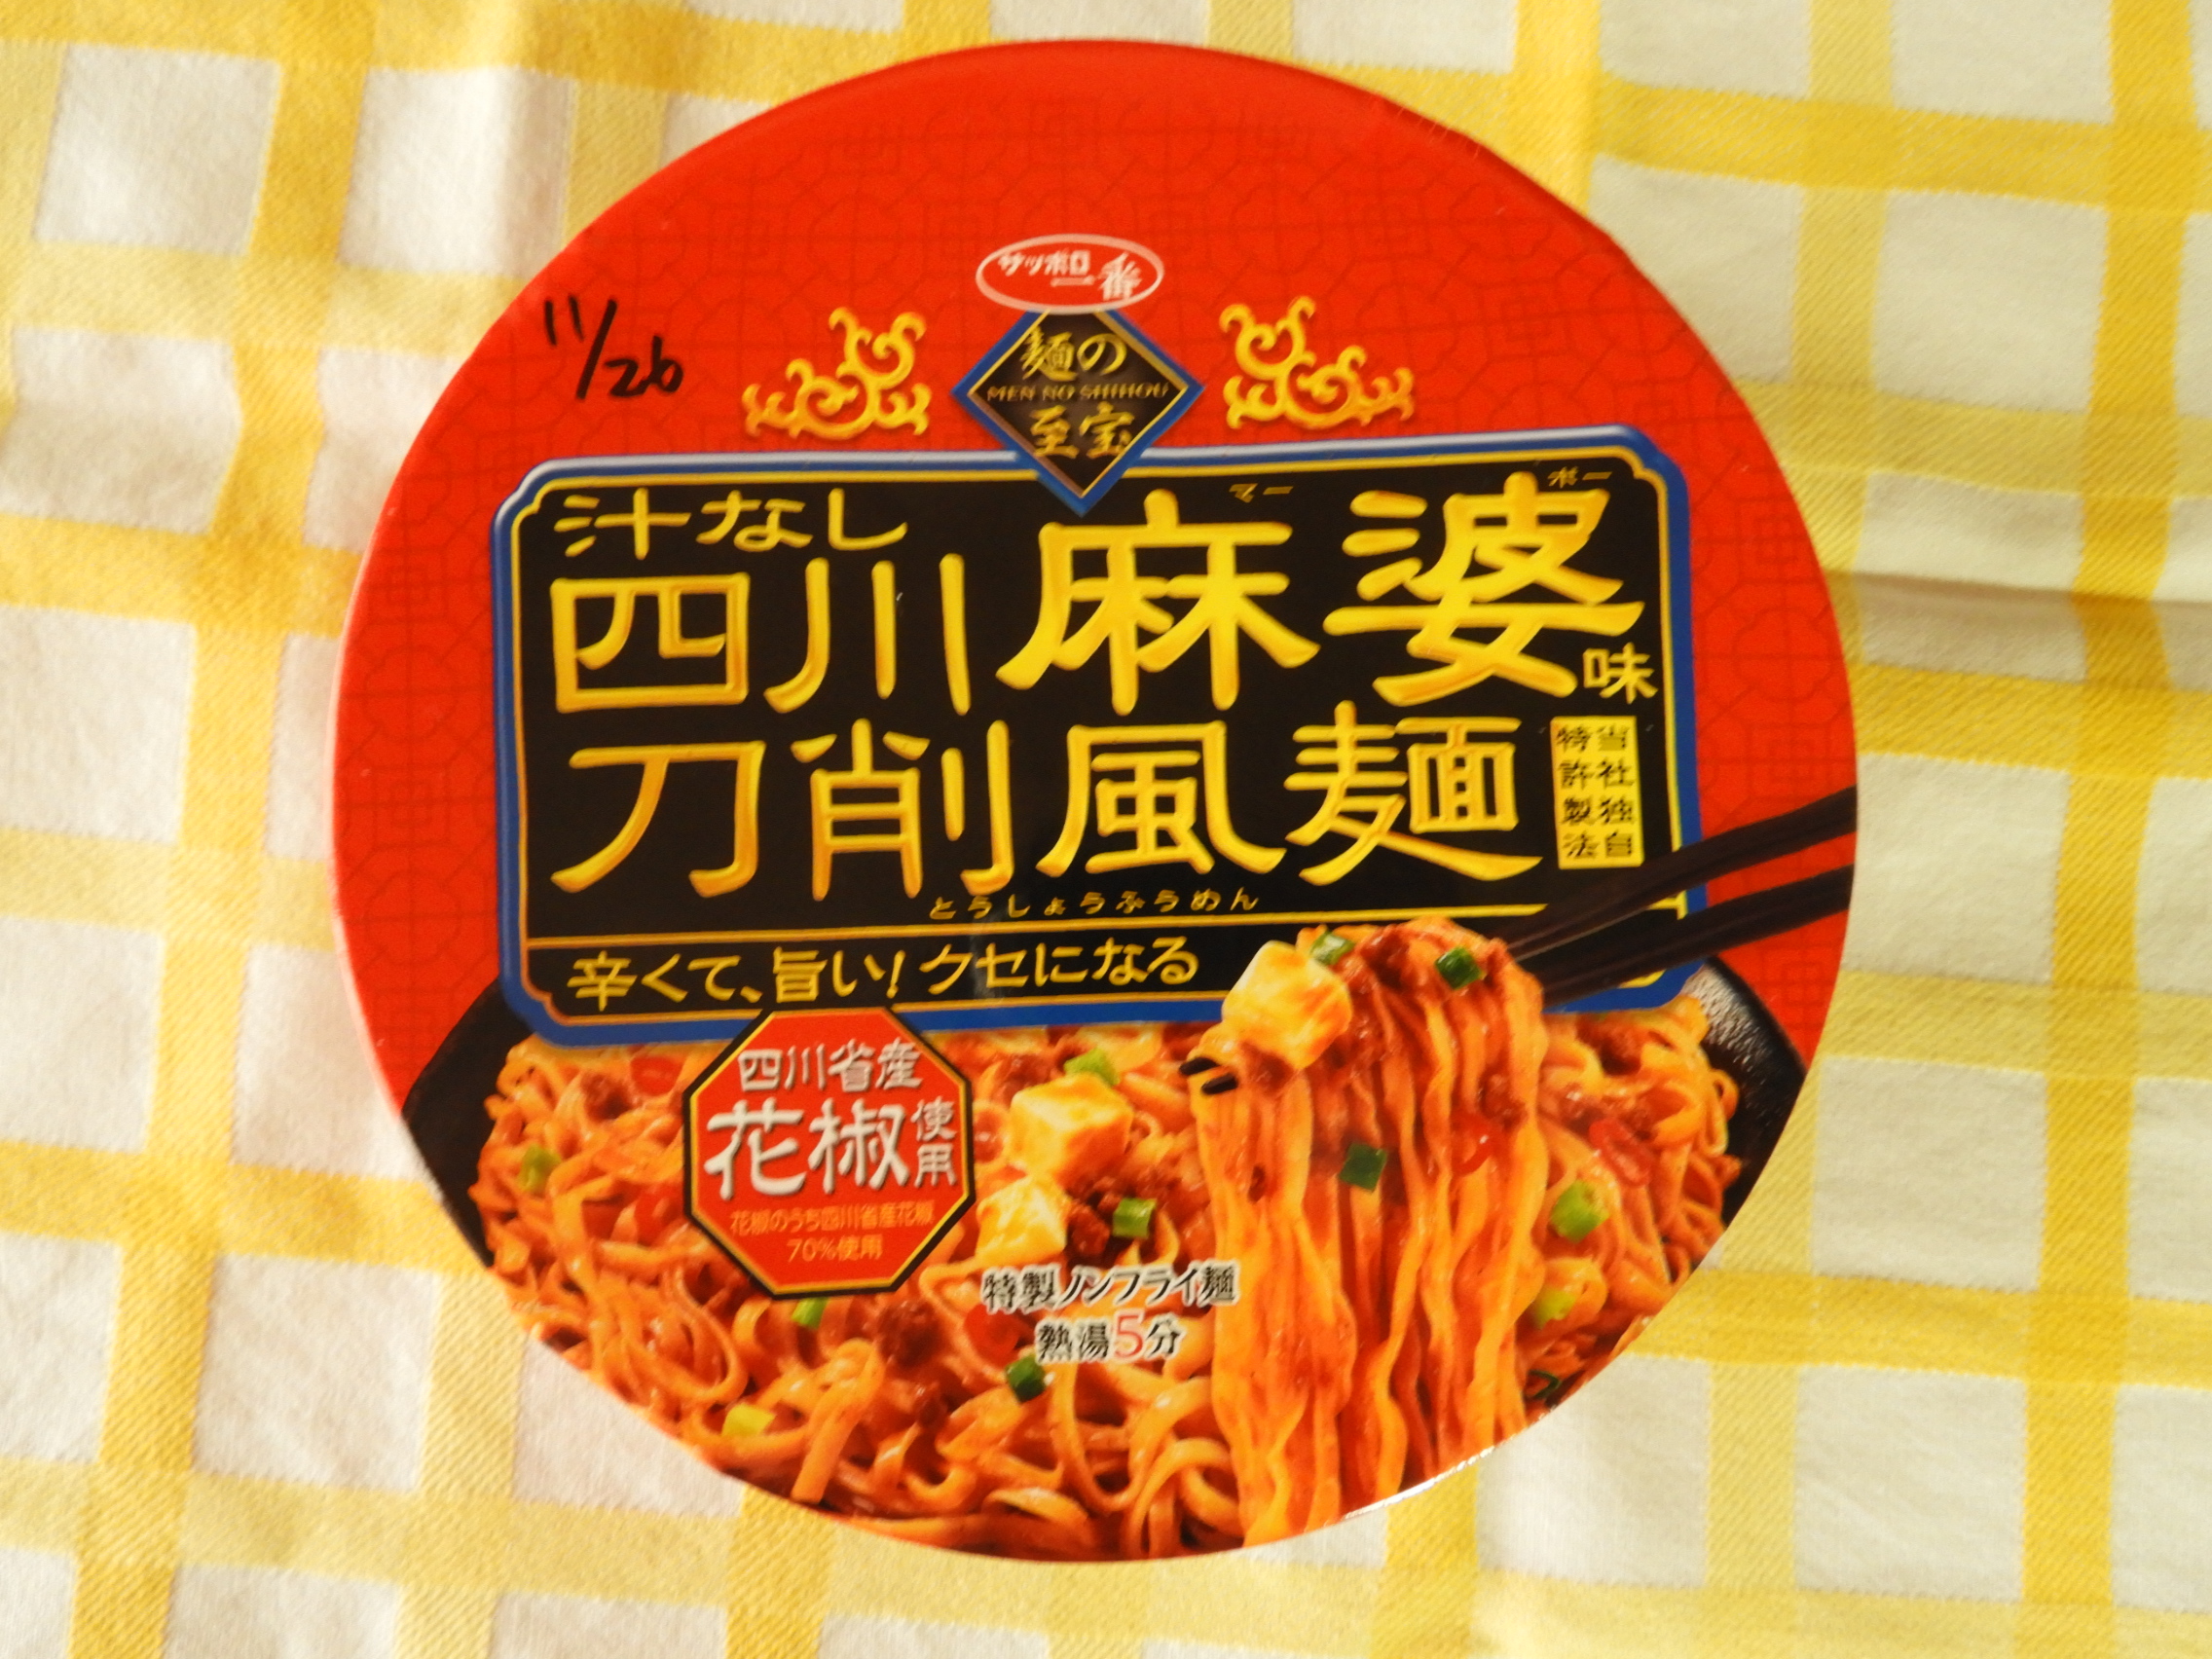 サッポロ一番
11/26
麺の
MEN NO SHIHOU
至宝
汁なし
四川麻婆味
マー
ボー
刀削風麺
とうしょうふうめん
当社独自
特許製法
辛くて、旨い!クセになる
四川省産
花椒使用
花椒のうち四川省産花椒
70%使用
特製ノンフライ麺
熱湯5分